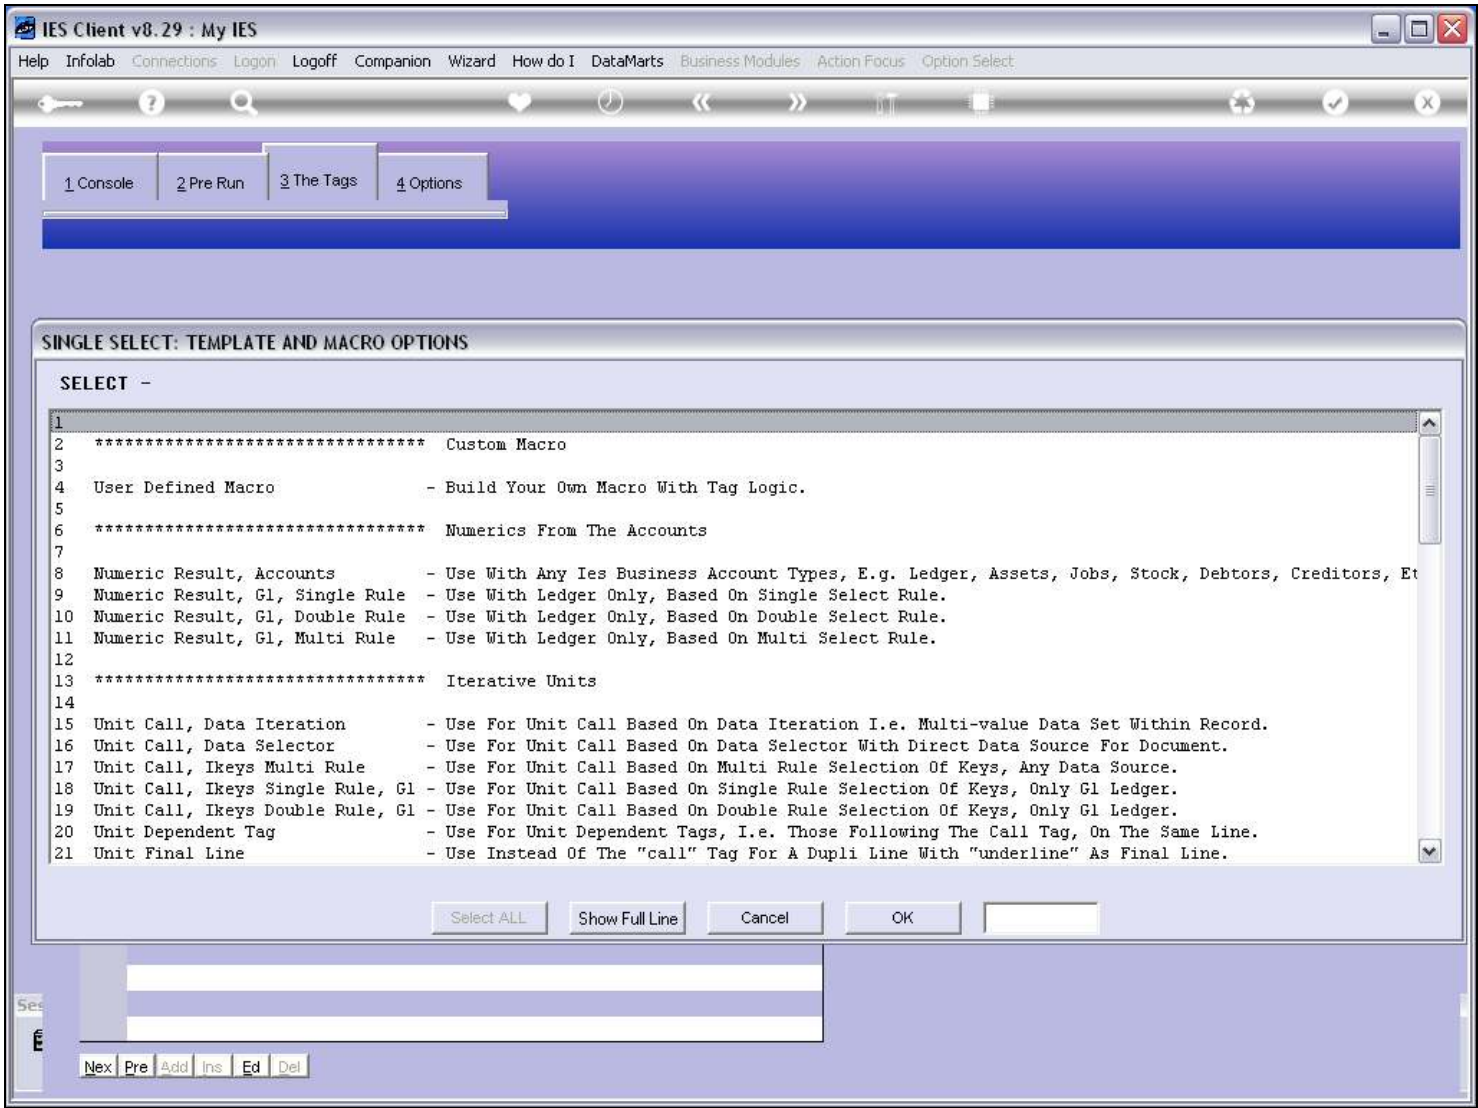 IES Client v8.29 : My IES
Help Infolab Connections Logon Logoff Companion Wizard How do I DataMarts Business Modules Action Focus Option Select
1 Console 2 Pre Run 3 The Tags 4 Options
SINGLE SELECT: TEMPLATE AND MACRO OPTIONS
SELECT -
1
2 ********************************* Custom Macro
3
4 User Defined Macro - Build Your Own Macro With Tag Logic.
5
6 ********************************* Numerics From The Accounts
7
8 Numeric Result, Accounts - Use With Any Ies Business Account Types, E.g. Ledger, Assets, Jobs, Stock, Debtors, Creditors, Et
9 Numeric Result, Gl, Single Rule - Use With Ledger Only, Based On Single Select Rule.
10 Numeric Result, Gl, Double Rule - Use With Ledger Only, Based On Double Select Rule.
11 Numeric Result, Gl, Multi Rule - Use With Ledger Only, Based On Multi Select Rule.
12
13 ********************************* Iterative Units
14
15 Unit Call, Data Iteration - Use For Unit Call Based On Data Iteration I.e. Multi-value Data Set Within Record.
16 Unit Call, Data Selector - Use For Unit Call Based On Data Selector With Direct Data Source For Document.
17 Unit Call, Ikeys Multi Rule - Use For Unit Call Based On Multi Rule Selection Of Keys, Any Data Source.
18 Unit Call, Ikeys Single Rule, Gl - Use For Unit Call Based On Single Rule Selection Of Keys, Only Gl Ledger.
19 Unit Call, Ikeys Double Rule, Gl - Use For Unit Call Based On Double Rule Selection Of Keys, Only Gl Ledger.
20 Unit Dependent Tag - Use For Unit Dependent Tags, I.e. Those Following The Call Tag, On The Same Line.
21 Unit Final Line - Use Instead Of The "call" Tag For A Dupli Line With "underline" As Final Line.
Select ALL Show Full Line Cancel OK
Ses
Nex Pre Add Ins Ed Del